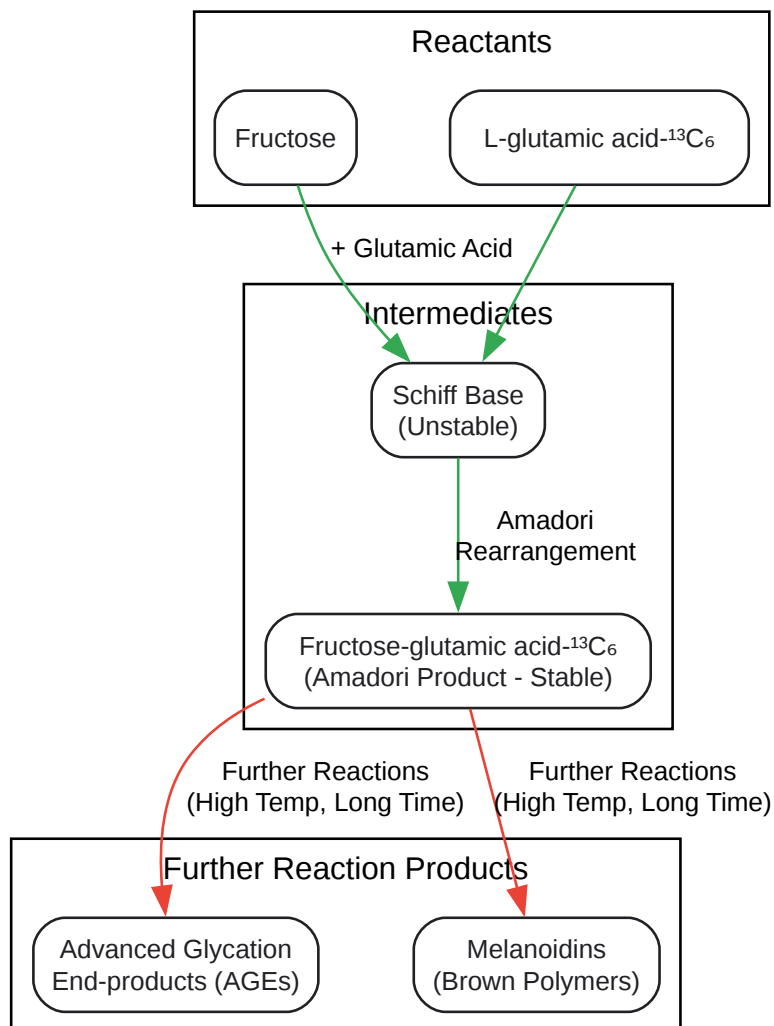 Reactants
Fructose
L-glutamic acid-¹³C₆
+ Glutamic Acid
Intermediates
Schiff Base
(Unstable)
Amadori
Rearrangement
Fructose-glutamic acid-¹³C₆
(Amadori Product - Stable)
Further Reactions
(High Temp, Long Time)
Further Reactions
(High Temp, Long Time)
Further Reaction Products
Advanced Glycation
End-products (AGEs)
Melanoidins
(Brown Polymers)